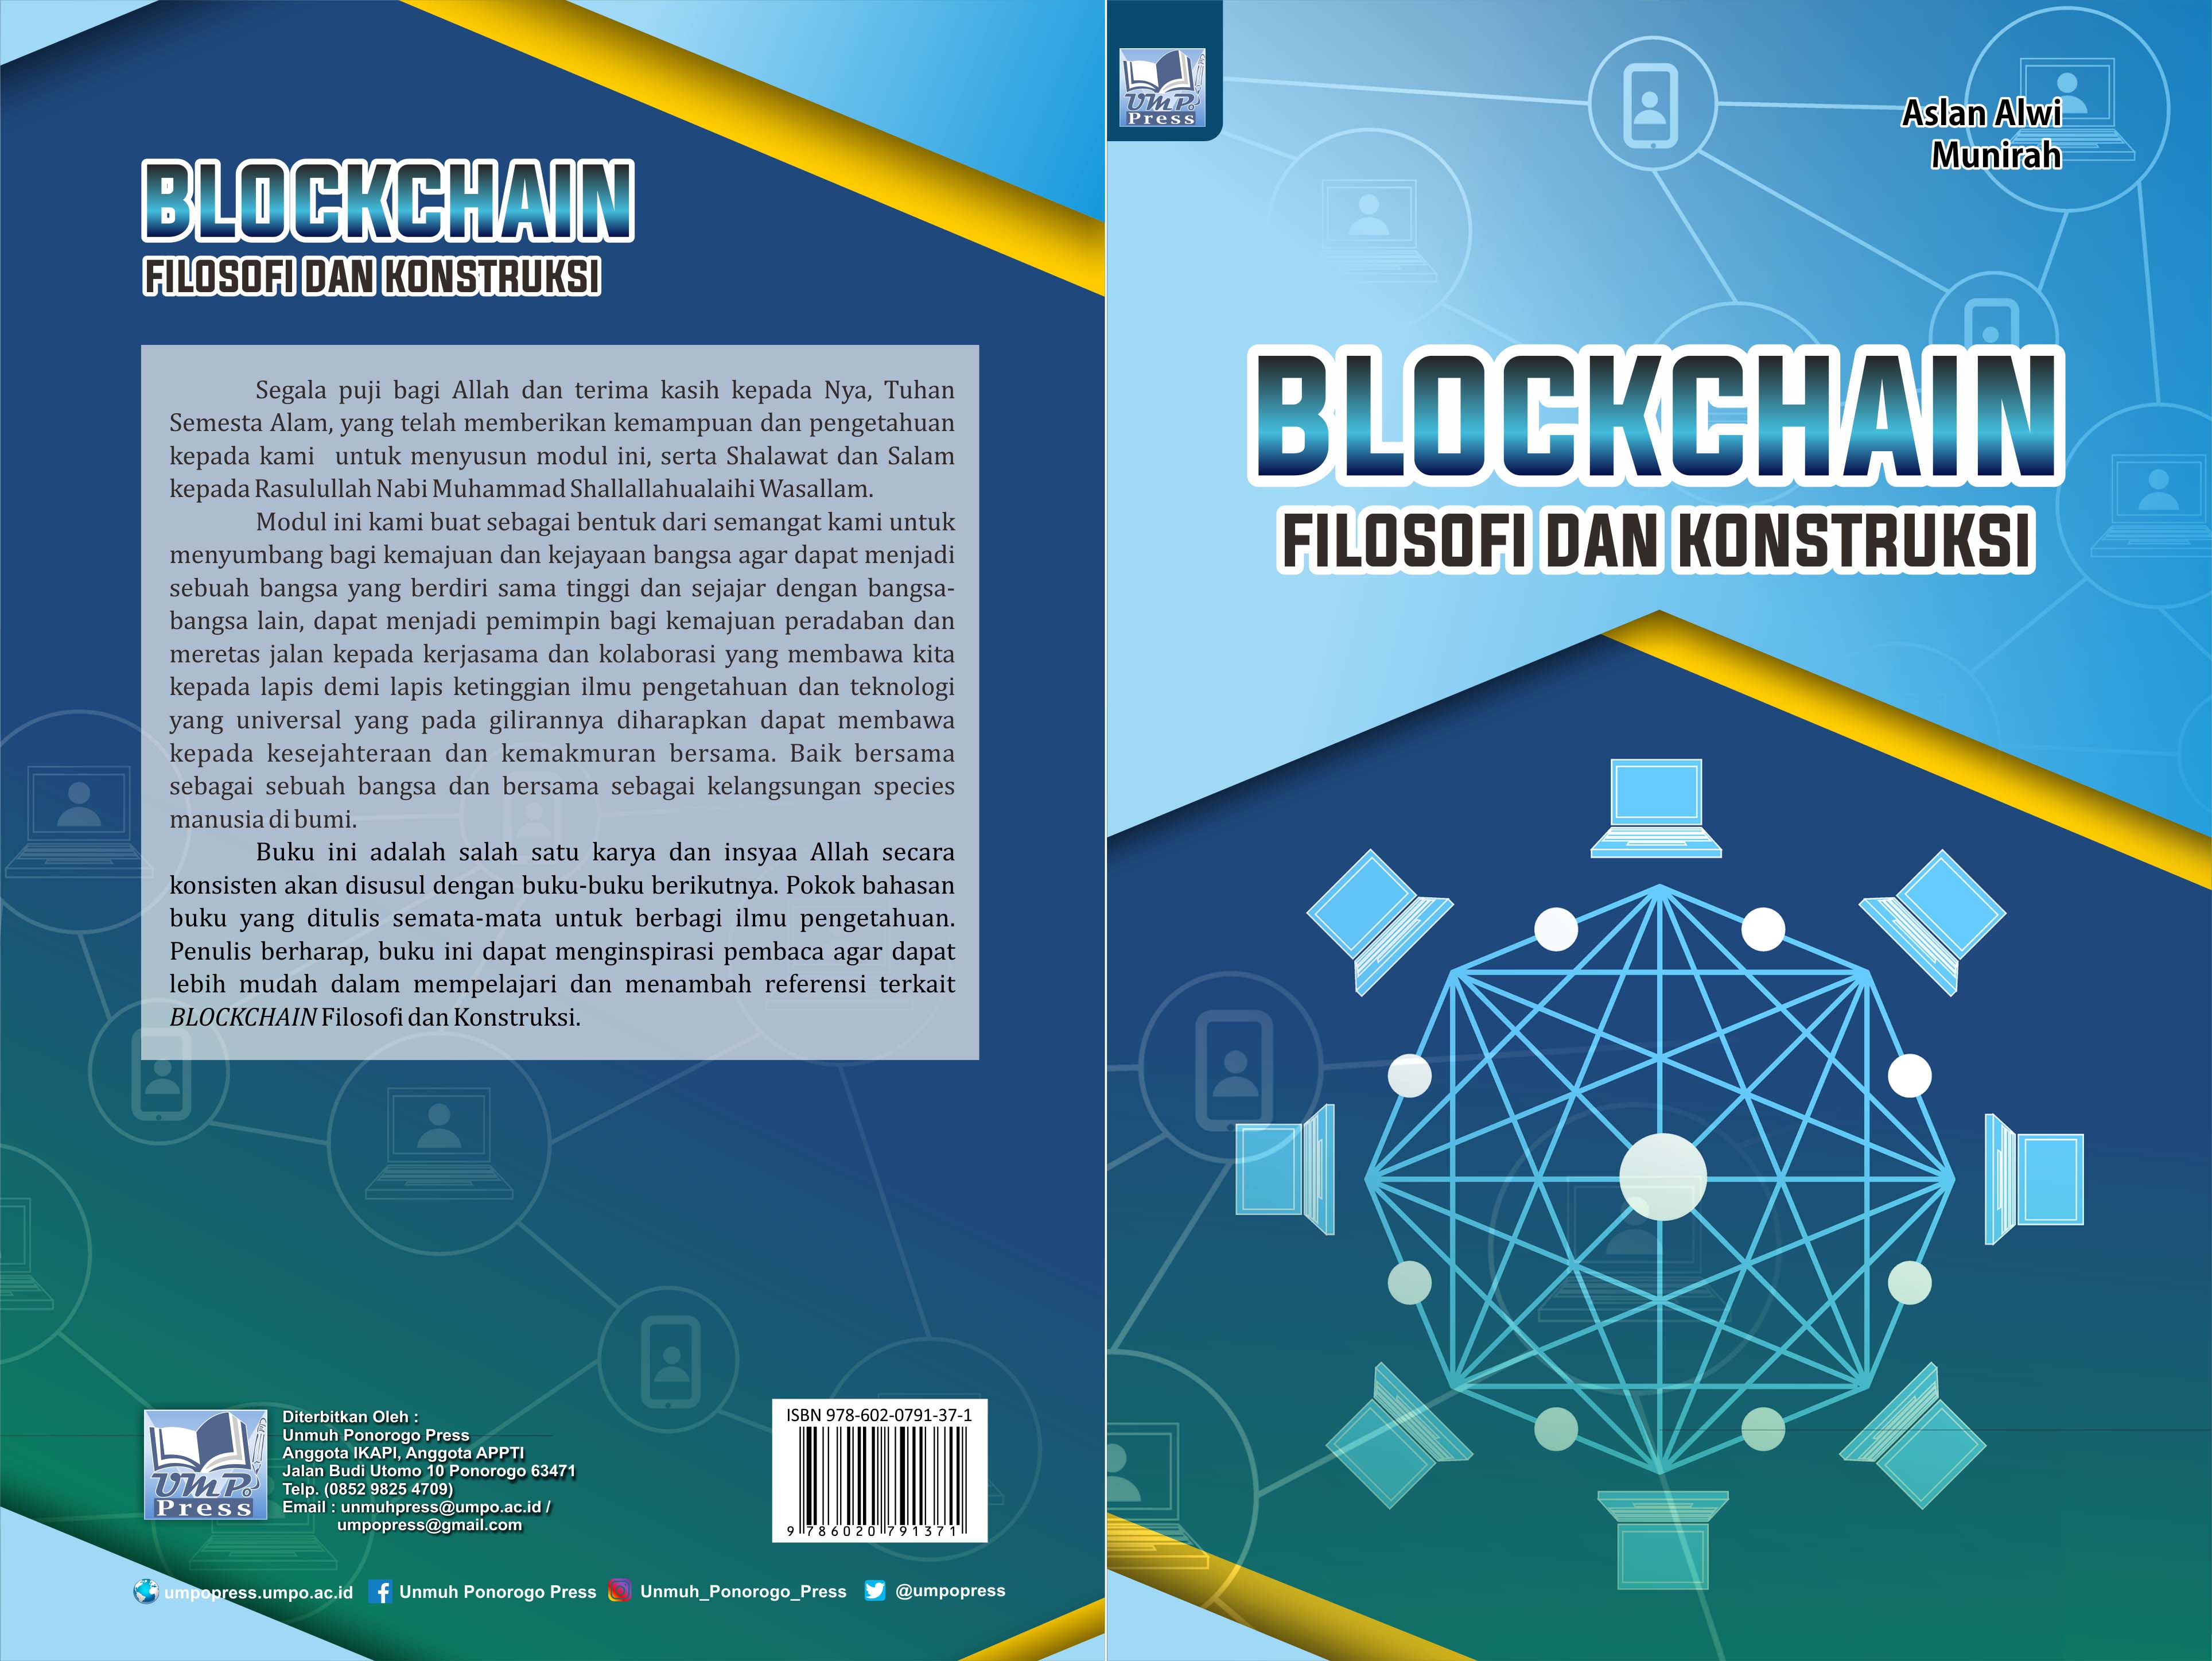 BLOCKCHAIN
FILOSOFI DAN KONSTRUKSI
Segala puji bagi Allah dan terima kasih kepada Nya, Tuhan
Semesta Alam, yang telah memberikan kemampuan dan pengetahuan
kepada kami untuk menyusun modul ini, serta Shalawat dan Salam
kepada Rasulullah Nabi Muhammad Shallallahualaihi Wasallam.
Modul ini kami buat sebagai bentuk dari semangat kami untuk
menyumbang bagi kemajuan dan kejayaan bangsa agar dapat menjadi
sebuah bangsa yang berdiri sama tinggi dan sejajar dengan bangsa-
bangsa lain, dapat menjadi pemimpin bagi kemajuan peradaban dan
meretas jalan kepada kerjasama dan kolaborasi yang membawa kita
kepada lapis demi lapis ketinggian ilmu pengetahuan dan teknologi
yang universal yang pada gilirannya diharapkan dapat membawa
kepada kesejahteraan dan kemakmuran bersama. Baik bersama
sebagai sebuah bangsa dan bersama sebagai kelangsungan species
manusia di bumi.
Buku ini adalah salah satu karya dan insyaa Allah secara
konsisten akan disusul dengan buku-buku berikutnya. Pokok bahasan
buku yang ditulis semata-mata untuk berbagi ilmu pengetahuan.
Penulis berharap, buku ini dapat menginspirasi pembaca agar dapat
lebih mudah dalam mempelajari dan menambah referensi terkait
BLOCKCHAIN Filosofi dan Konstruksi.
UMP.
Press
Diterbitkan Oleh :
Unmuh Ponorogo Press
Anggota IKAPI, Anggota APPTI
Jalan Budi Utomo 10 Ponorogo 63471
Telp. (0852 9825 4709)
Email : unmuhpress@umpo.ac.id /
umpopress@gmail.com
ISBN 978-602-0791-37-1
9 786020 791371
umpopress.umpo.ac.id Unmuh Ponorogo Press Unmuh_Ponorogo_Press @umpopress
UMP.
Press
Aslan Alwi
Munirah
BLOCKCHAIN
FILOSOFI DAN KONSTRUKSI